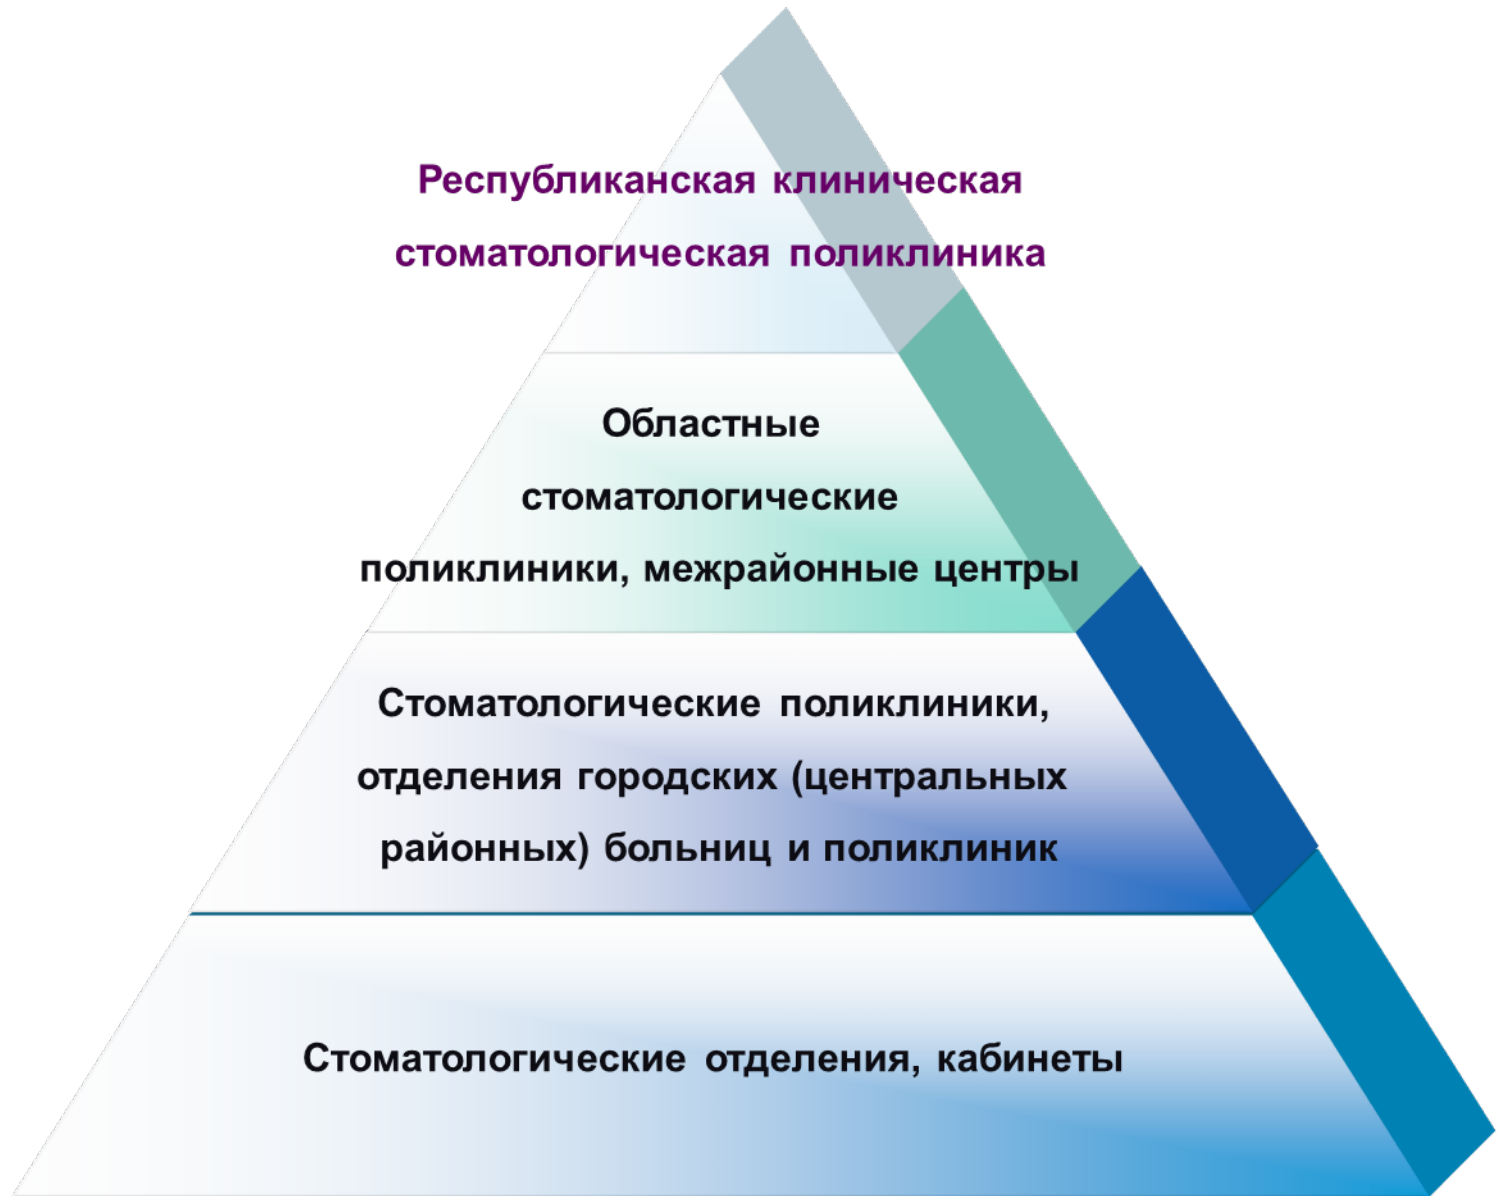 Республиканская клиническая
стоматологическая поликлиника
Областные
стоматологические
поликлиники, межрайонные центры
Стоматологические поликлиники,
отделения городских (центральных
районных) больниц и поликлиник
Стоматологические отделения, кабинеты